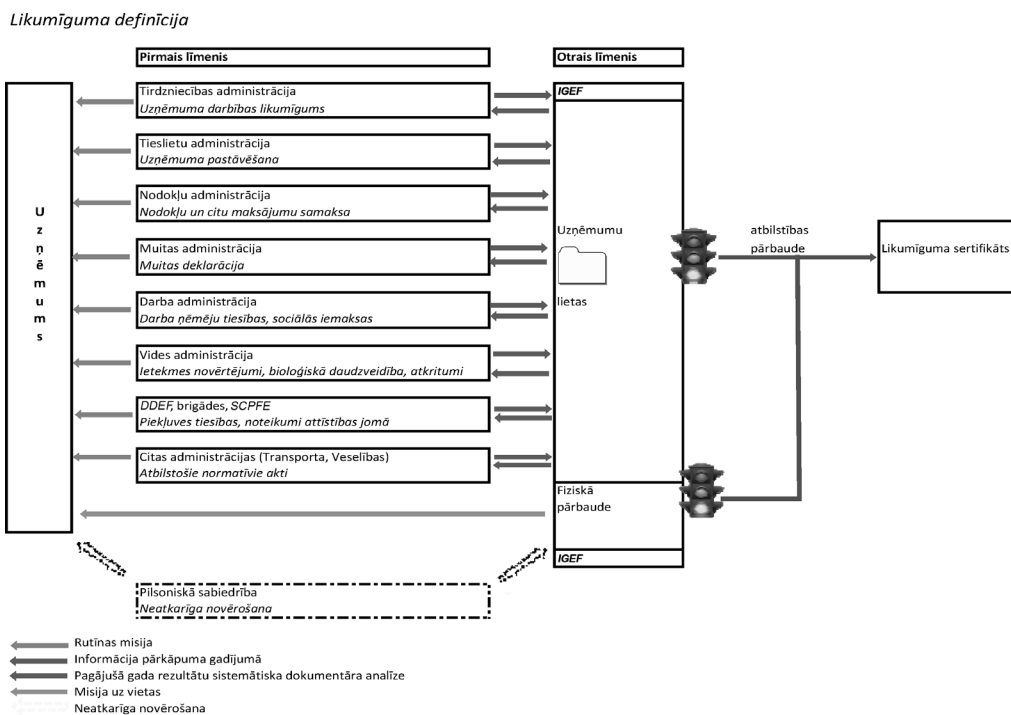 Likumīguma definīcija
Pirmais līmenis
Otrais līmenis
Uzņēmums
Tirdzniecības administrācija
Uzņēmuma darbības likumīgums
Tieslietu administrācija
Uzņēmuma pastāvēšana
Nodokļu administrācija
Nodokļu un citu maksājumu samaksa
Muitas administrācija
Muitas deklarācija
Darba administrācija
Darba ņēmēju tiesības, sociālās iemaksas
Vides administrācija
Ietekmes novērtējumi, bioloģiskā daudzveidība, atkritumi
DDEF, brigādes, SCPFE
Piekļuves tiesības, noteikumi attīstības jomā
Citas administrācijas (Transporta, Veselības)
Atbilstošie normatīvie akti
IGEF
Uzņēmumu
lietas
Fiziskā
pārbaude
IGEF
atbilstības
pārbaude
Likumīguma sertifikāts
Pilsoniskā sabiedrība
Neatkarīga novērošana
Rutīnas misija
Informācija pārkāpuma gadījumā
Pagājušā gada rezultātu sistemātiska dokumentāra analīze
Misija uz vietas
Neatkarīga novērošana